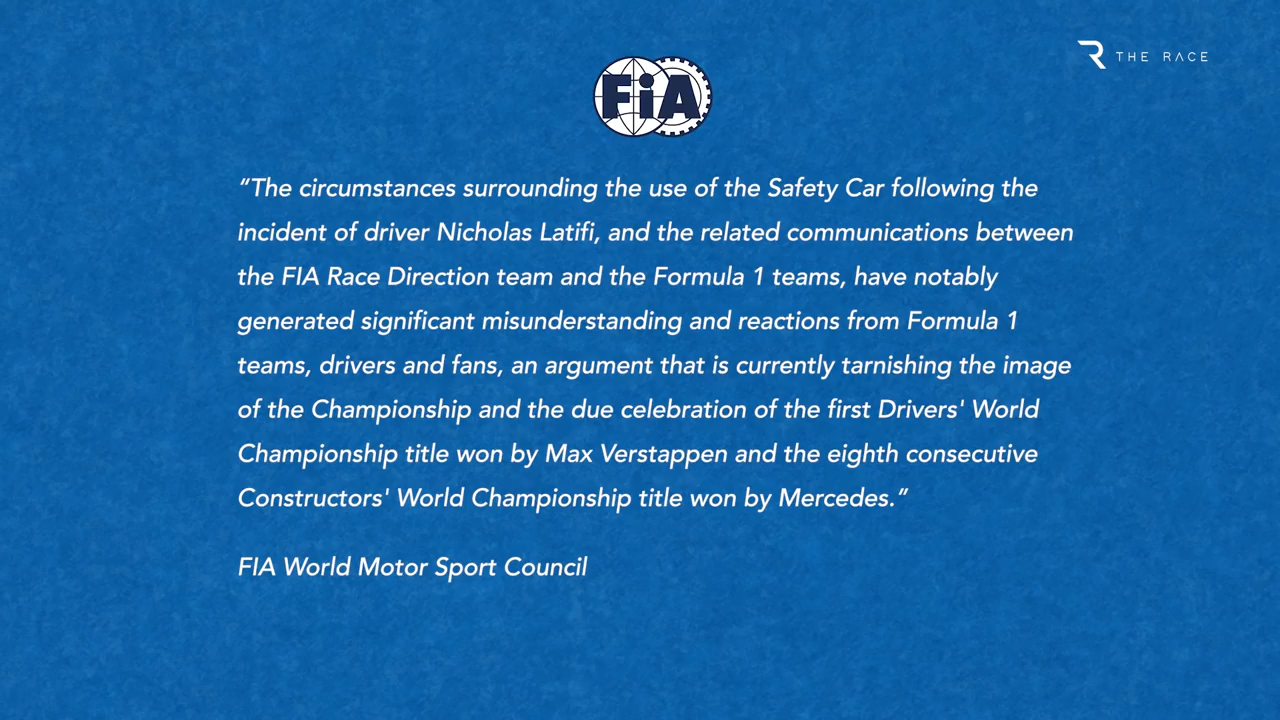 THE RACE
FiA
“The circumstances surrounding the use of the Safety Car following the
incident of driver Nicholas Latifi, and the related communications between
the FIA Race Direction team and the Formula 1 teams, have notably
generated significant misunderstanding and reactions from Formula 1
teams, drivers and fans, an argument that is currently tarnishing the image
of the Championship and the due celebration of the first Drivers' World
Championship title won by Max Verstappen and the eighth consecutive
Constructors' World Championship title won by Mercedes.”
FIA World Motor Sport Council